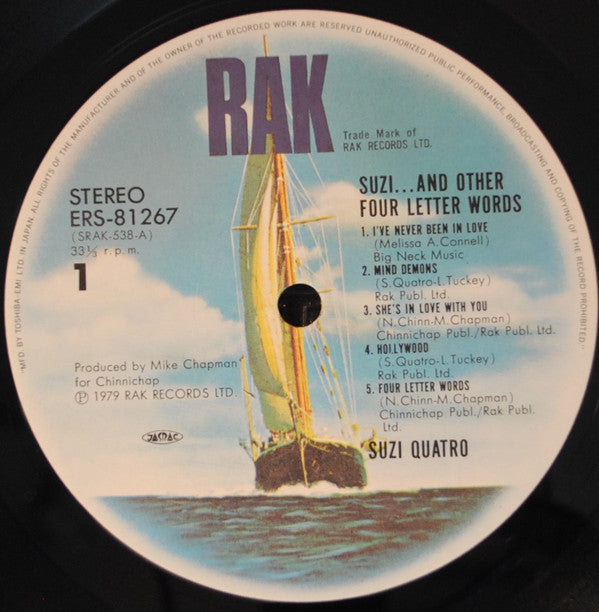 "MFD. BY TOSHIBA-EMI LTD. IN JAPAN. ALL RIGHTS OF THE MANUFACTURER AND OF THE OWNER OF THE RECORDED WORK ARE RESERVED UNAUTHORIZED PUBLIC PERFORMANCE, BROADCASTING AND COPYING OF THE RECORD PROHIBITED."
RAK
Trade Mark of
RAK RECORDS LTD.
STEREO
ERS-81267
(SRAK-538-A)
33⅓ r.p.m.
1
SUZI...AND OTHER
FOUR LETTER WORDS
1. I'VE NEVER BEEN IN LOVE
(Melissa A.Connell)
Big Neck Music
2. MIND DEMONS
(S.Quatro-L.Tuckey)
Rak Publ. Ltd.
3. SHE'S IN LOVE WITH YOU
(N.Chinn-M.Chapman)
Chinnichap Publ./Rak Publ. Ltd.
4. HOLLYWOOD
(S.Quatro-L.Tuckey)
Rak Publ. Ltd.
5. FOUR LETTER WORDS
(N.Chinn-M.Chapman)
Chinnichap Publ./Rak Publ.
Ltd.
SUZI QUATRO
Produced by Mike Chapman
for Chinnichap
Ⓟ 1979 RAK RECORDS LTD.
JASRAC